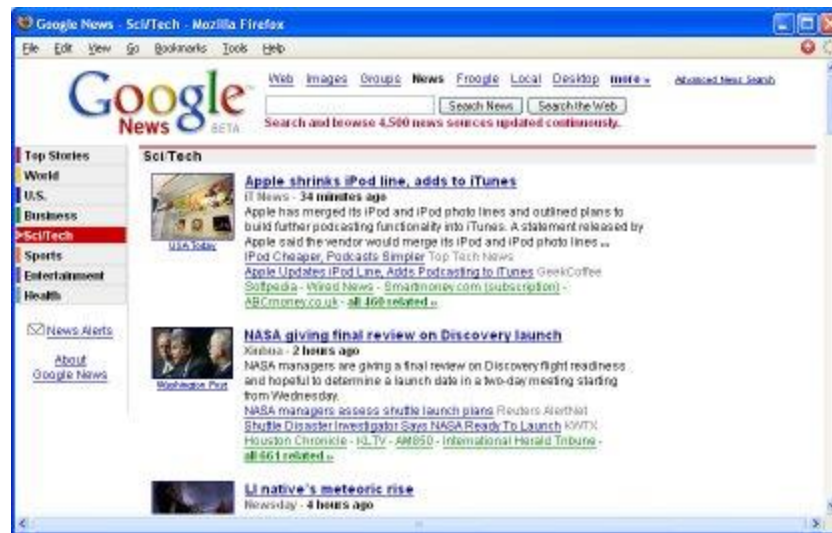 Google News - Sci/Tech - Mozilla Firefox
File Edit View Go Bookmarks Tools Help
Web Images Groups News Froogle Local Desktop more » Advanced News Search
Google
News BETA
Search News Search the Web
Search and browse 4,500 news sources updated continuously.
Top Stories
World
U.S.
Business
>Sci/Tech
Sports
Entertainment
Health
News Alerts
About
Google News
Sci/Tech
USA Today
Apple shrinks iPod line, adds to iTunes
iT News - 34 minutes ago
Apple has merged its iPod and iPod photo lines and outlined plans to
build further podcasting functionality into iTunes. A statement released by
Apple said the vendor would merge its iPod and iPod photo lines ...
iPod Cheaper, Podcasts Simpler Top Tech News
Apple Updates iPod Line, Adds Podcasting to iTunes GeekCoffee
Softpedia - Wired News - Smartmoney.com (subscription) -
ABCmoney.co.uk - all 460 related »
Washington Post
NASA giving final review on Discovery launch
Xinhua - 2 hours ago
NASA managers are giving a final review on Discovery flight readiness
and hopeful to determine a launch date in a two-day meeting starting
from Wednesday.
NASA managers assess shuttle launch plans Reuters AlertNet
Shuttle Disaster Investigator Says NASA Ready To Launch KWTX
Houston Chronicle - KLTV - AM850 - International Herald Tribune -
all 661 related »
LI native's meteoric rise
Newsday - 4 hours ago